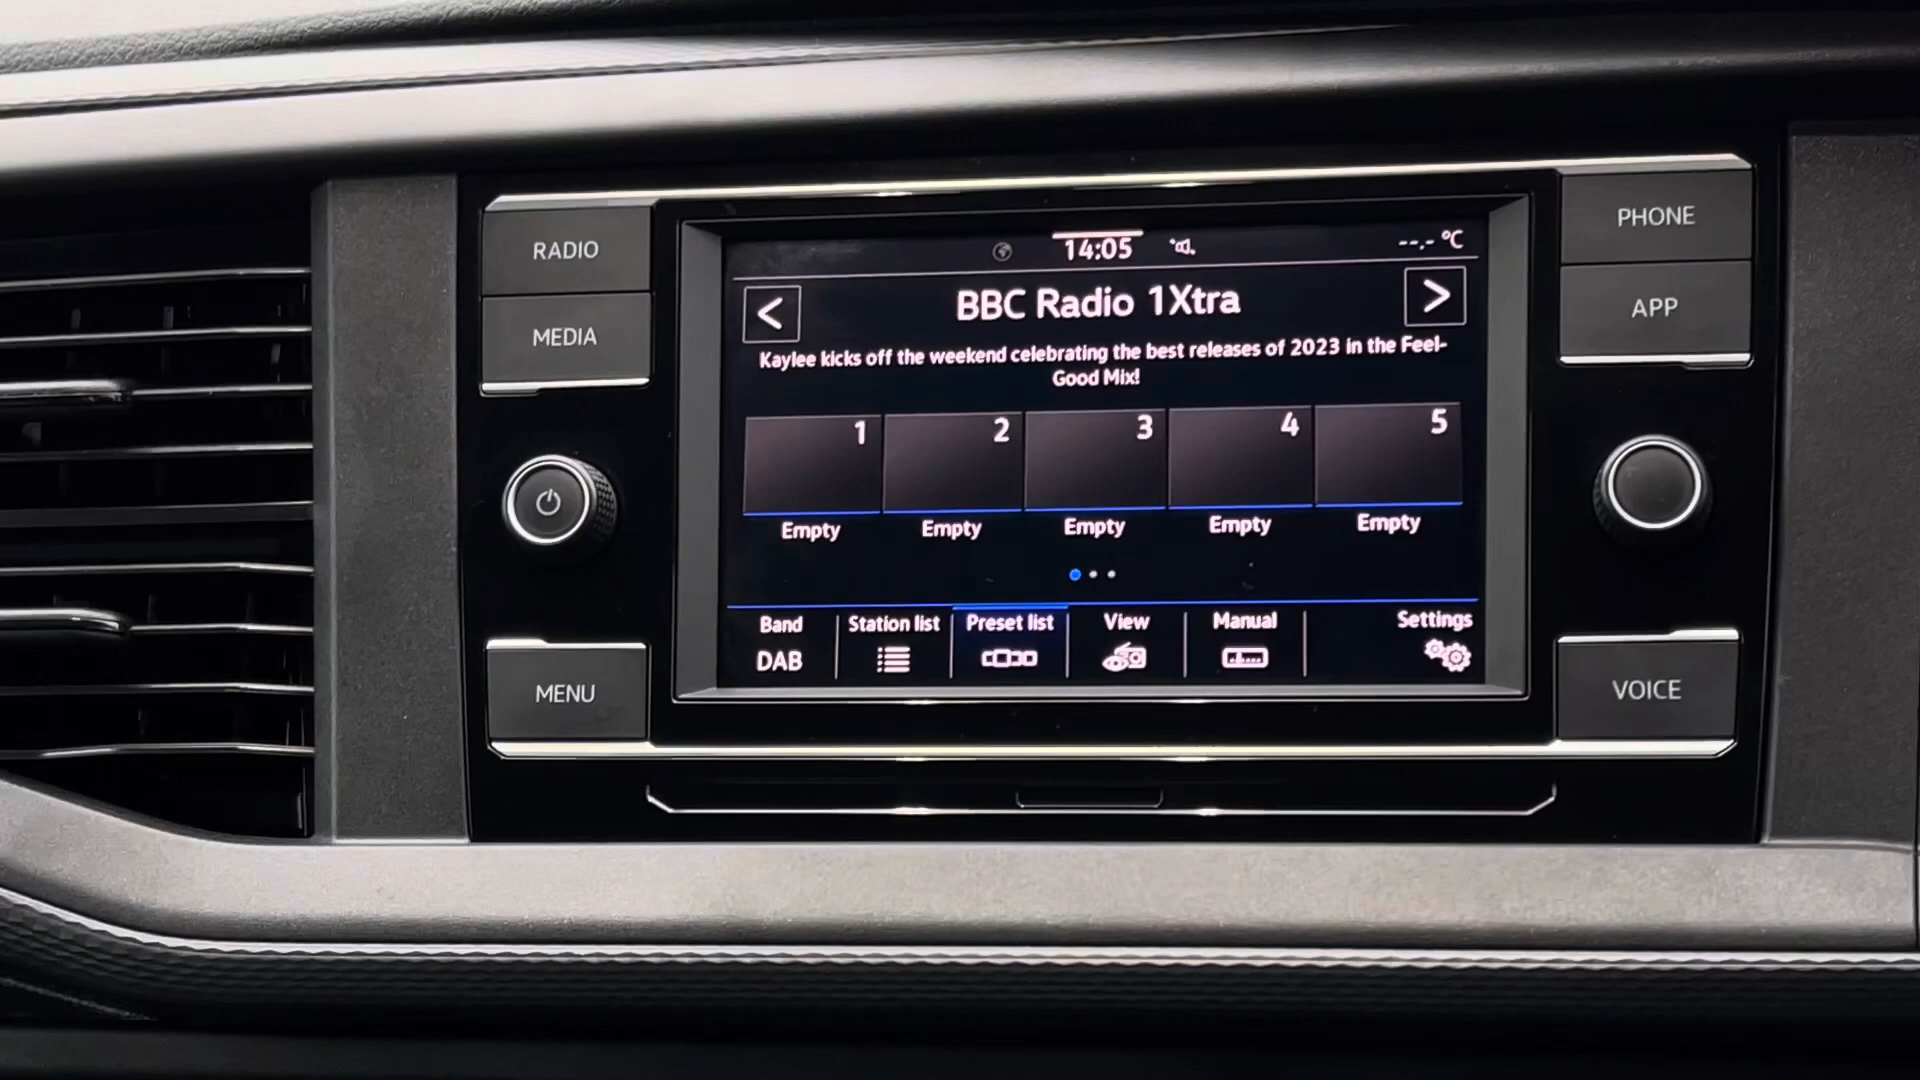 RADIO
MEDIA
MENU
PHONE
APP
VOICE
14:05
--.- °C
<
BBC Radio 1Xtra
>
Kaylee kicks off the weekend celebrating the best releases of 2023 in the Feel-
Good Mix!
1 2 3 4 5
Empty Empty Empty Empty Empty
Band Station list Preset list View Manual Settings
DAB